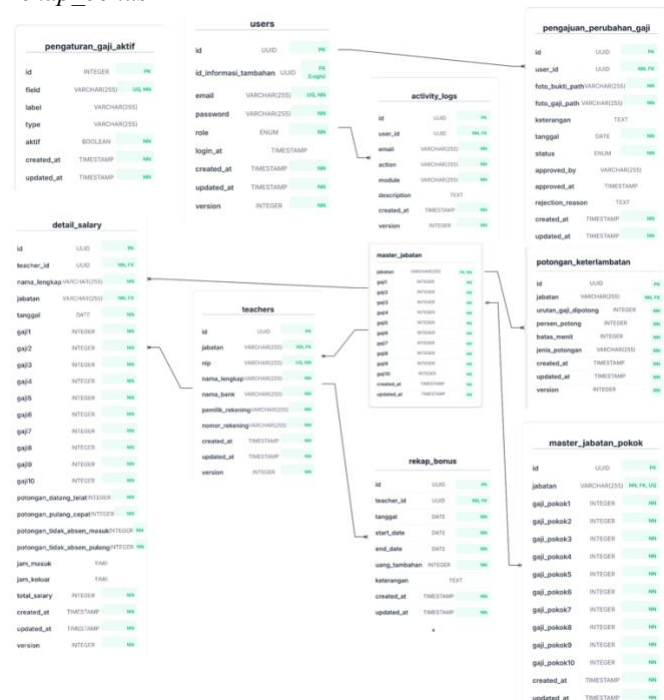 pengaturan_gaji_aktif
id INTEGER PK
field VARCHAR(255) UQ, NN
label VARCHAR(255)
type VARCHAR(255)
aktif BOOLEAN NN
created_at TIMESTAMP NN
updated_at TIMESTAMP NN
users
id UUID PK
id_informasi_tambahan UUID
email VARCHAR(255) UQ, NN
password VARCHAR(255) NN
role ENUM NN
login_at TIMESTAMP
created_at TIMESTAMP NN
updated_at TIMESTAMP NN
version INTEGER NN
activity_logs
id UUID PK
user_id UUID NN, FK
email VARCHAR(255) NN
action VARCHAR(255) NN
module VARCHAR(255) NN
description TEXT
created_at TIMESTAMP NN
version INTEGER NN
pengajuan_perubahan_gaji
id UUID PK
user_id UUID NN, FK
foto_bukti_path VARCHAR(255) NN
foto_gaji_path VARCHAR(255) NN
keterangan TEXT
tanggal DATE NN
status ENUM NN
approved_by VARCHAR(255)
approved_at TIMESTAMP
rejection_reason TEXT
created_at TIMESTAMP NN
updated_at TIMESTAMP NN
detail_salary
id UUID PK
teacher_id UUID NN, FK
nama_lengkap VARCHAR(255) NN
jabatan VARCHAR(255) NN, FK
tanggal DATE NN
gaji1 INTEGER NN
gaji2 INTEGER NN
gaji3 INTEGER NN
gaji4 INTEGER NN
gaji5 INTEGER NN
gaji6 INTEGER NN
gaji7 INTEGER NN
gaji8 INTEGER NN
gaji9 INTEGER NN
gaji10 INTEGER NN
potongan_datang_telat INTEGER NN
potongan_pulang_cepat INTEGER NN
potongan_tidak_absen_masuk INTEGER NN
potongan_tidak_absen_pulang INTEGER NN
jam_masuk TIME
jam_keluar TIME
total_salary INTEGER NN
created_at TIMESTAMP NN
updated_at TIMESTAMP NN
version INTEGER NN
teachers
id UUID PK
jabatan VARCHAR(255) NN, FK
nip VARCHAR(255) UQ, NN
nama_lengkap VARCHAR(255) NN
nama_bank VARCHAR(255) NN
pemilik_rekening VARCHAR(255) NN
nomor_rekening VARCHAR(255) NN
created_at TIMESTAMP NN
updated_at TIMESTAMP NN
version INTEGER NN
master_jabatan
jabatan VARCHAR(255)
gaji1 INTEGER NN
gaji2 INTEGER NN
gaji3 INTEGER NN
gaji4 INTEGER NN
gaji5 INTEGER NN
gaji6 INTEGER NN
gaji7 INTEGER NN
gaji8 INTEGER NN
gaji9 INTEGER NN
gaji10 INTEGER NN
created_at TIMESTAMP NN
updated_at TIMESTAMP NN
potongan_keterlambatan
id UUID PK
jabatan VARCHAR(255) NN, FK
urutan_gaji_dipotong INTEGER NN
persen_potong INTEGER NN
batas_menit INTEGER NN
jenis_potongan VARCHAR(255) NN
created_at TIMESTAMP NN
updated_at TIMESTAMP NN
version INTEGER NN
rekap_bonus
id UUID PK
teacher_id UUID NN, FK
tanggal DATE NN
start_date DATE NN
end_date DATE NN
uang_tambahan INTEGER NN
keterangan TEXT
created_at TIMESTAMP NN
updated_at TIMESTAMP NN
master_jabatan_pokok
id UUID PK
jabatan VARCHAR(255) NN, FK, UQ
gaji_pokok1 INTEGER NN
gaji_pokok2 INTEGER NN
gaji_pokok3 INTEGER NN
gaji_pokok4 INTEGER NN
gaji_pokok5 INTEGER NN
gaji_pokok6 INTEGER NN
gaji_pokok7 INTEGER NN
gaji_pokok8 INTEGER NN
gaji_pokok9 INTEGER NN
gaji_pokok10 INTEGER NN
created_at TIMESTAMP NN
updated_at TIMESTAMP NN